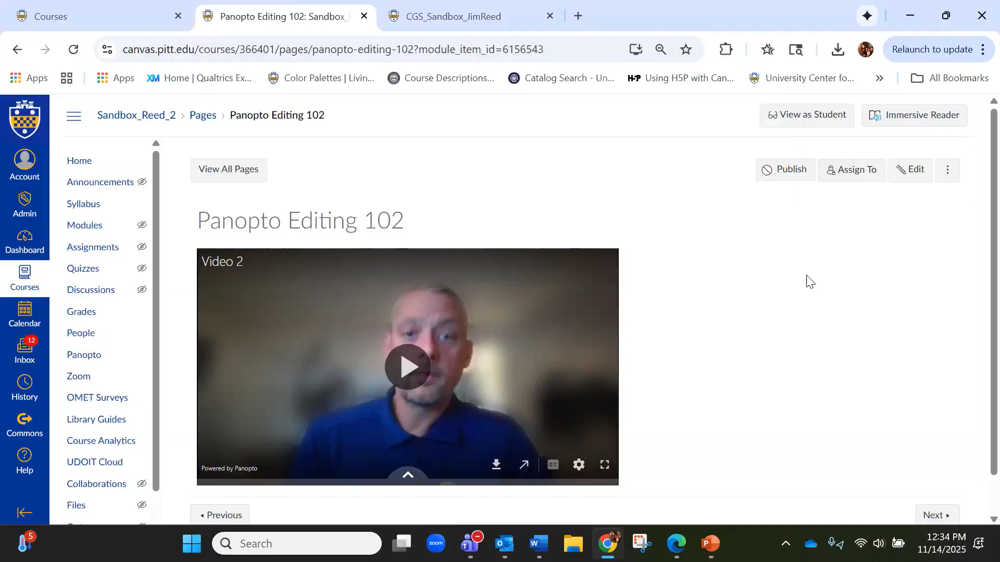 Courses
Panopto Editing 102: Sandbox_
CGS_Sandbox_JimReed
canvas.pitt.edu/courses/366401/pages/panopto-editing-102?module_item_id=6156543
Relaunch to update
Apps
Apps
XM Home | Qualtrics Ex...
Color Palettes | Livin...
Course Descriptions...
Catalog Search - Un...
H-P Using H5P with Can...
University Center fo...
All Bookmarks
Sandbox_Reed_2 › Pages › Panopto Editing 102
View as Student
Immersive Reader
Account
Admin
Dashboard
Courses
Calendar
12
Inbox
History
Commons
Help
Home
Announcements
Syllabus
Modules
Assignments
Quizzes
Discussions
Grades
People
Panopto
Zoom
OMET Surveys
Library Guides
Course Analytics
UDOIT Cloud
Collaborations
Files
View All Pages
Publish
Assign To
Edit
Panopto Editing 102
Video 2
Powered by Panopto
CC
Previous
Next
5
Search
zoom
12:34 PM
11/14/2025